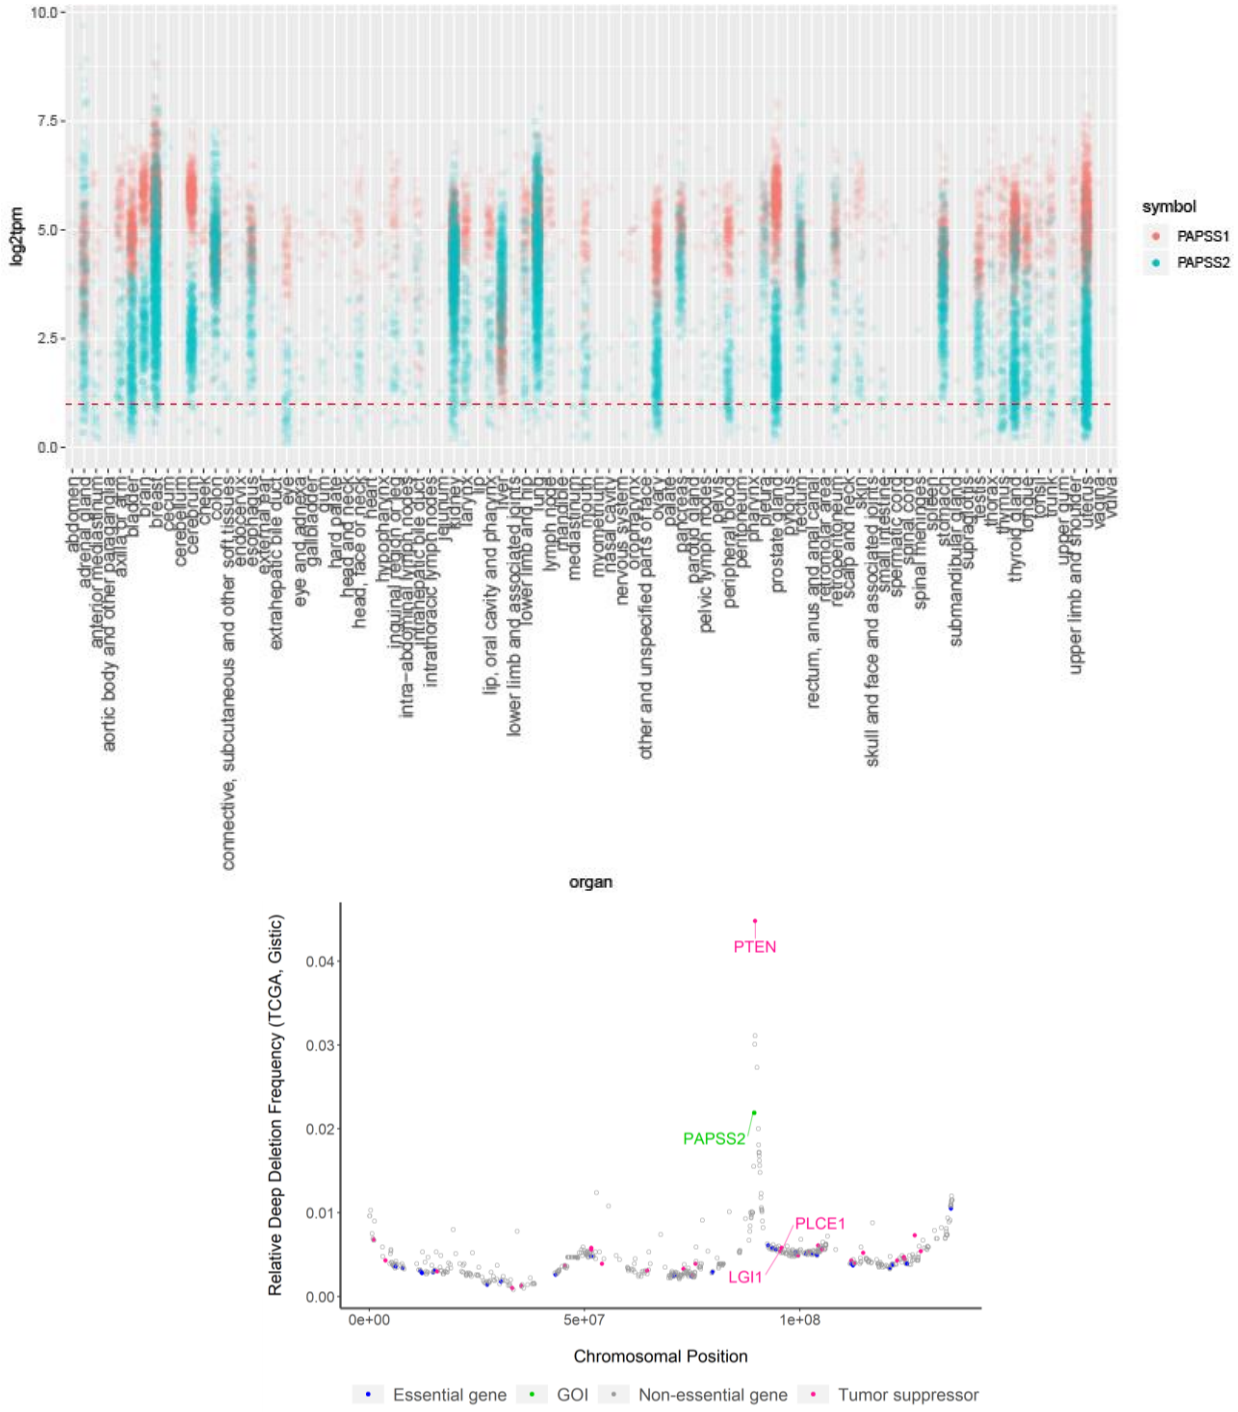 10.0
7.5
5.0
2.5
0.0
log2tpm
symbol
PAPSS1
PAPSS2
abdomen
adrenal gland
anterior mediastinum
aortic body and other paraganglia
axilla or arm
bladder
brain
breast
cerebellum
cerebrum
cheek
colon
connective, subcutaneous and other soft tissues
endocervix
esophagus
external ear
extrahepatic bile duct
eye
eye and adnexa
gallbladder
gum
hard palate
head and neck
head, face or neck
heart
hypopharynx
inguinal region or leg
intra-abdominal lymph nodes
intrahepatic bile duct
intrathoracic lymph nodes
jejunum
kidney
larynx
lip
lip, oral cavity and pharynx
liver
lower limb and associated joints
lower limb and hip
lung
lymph node
mandible
mediastinum
mouth
myometrium
nasal cavity
nervous system
oropharynx
other and unspecified parts of face
ovary
palate
pancreas
parotid gland
pelvic lymph nodes
pelvis
peripheral blood
peritoneum
pharynx
pleura
prostate gland
pylorus
rectum
rectum, anus and anal canal
retromolar area
retroperitoneum
scalp and neck
skin
skull and face and associated joints
small intestine
spermatic cord
spinal cord
spinal meninges
spleen
stomach
submandibular gland
supraglottis
testis
thorax
thymus
thyroid gland
tongue
tonsil
trunk
upper arm
upper limb and shoulder
uterus
vagina
vulva
organ
Relative Deep Deletion Frequency (TCGA, Gistic)
0.04
0.03
0.02
0.01
0.00
PTEN
PAPSS2
PLCE1
LGI1
0e+00
5e+07
1e+08
Chromosomal Position
Essential gene
GOI
Non-essential gene
Tumor suppressor